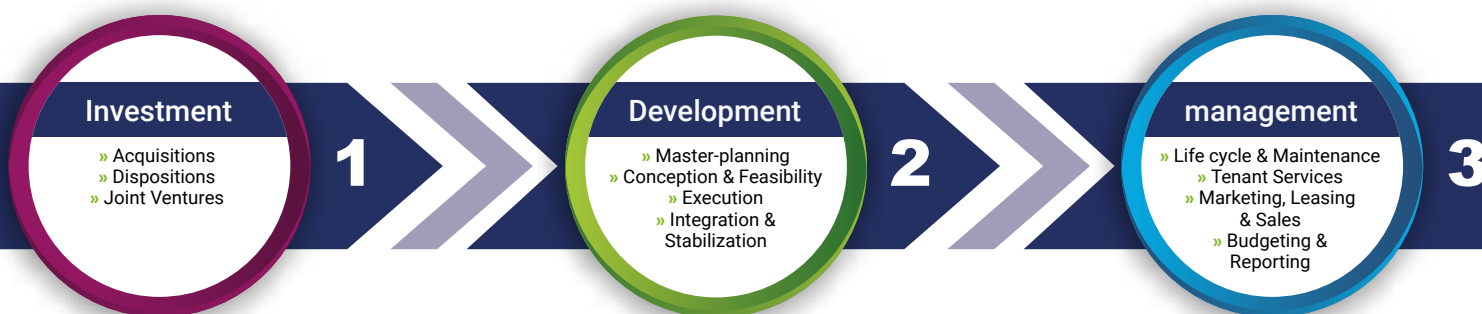 Investment
» Acquisitions
» Dispositions
» Joint Ventures
1
Development
» Master-planning
» Conception & Feasibility
» Execution
» Integration &
Stabilization
2
management
» Life cycle & Maintenance
» Tenant Services
» Marketing, Leasing
& Sales
» Budgeting &
Reporting
3